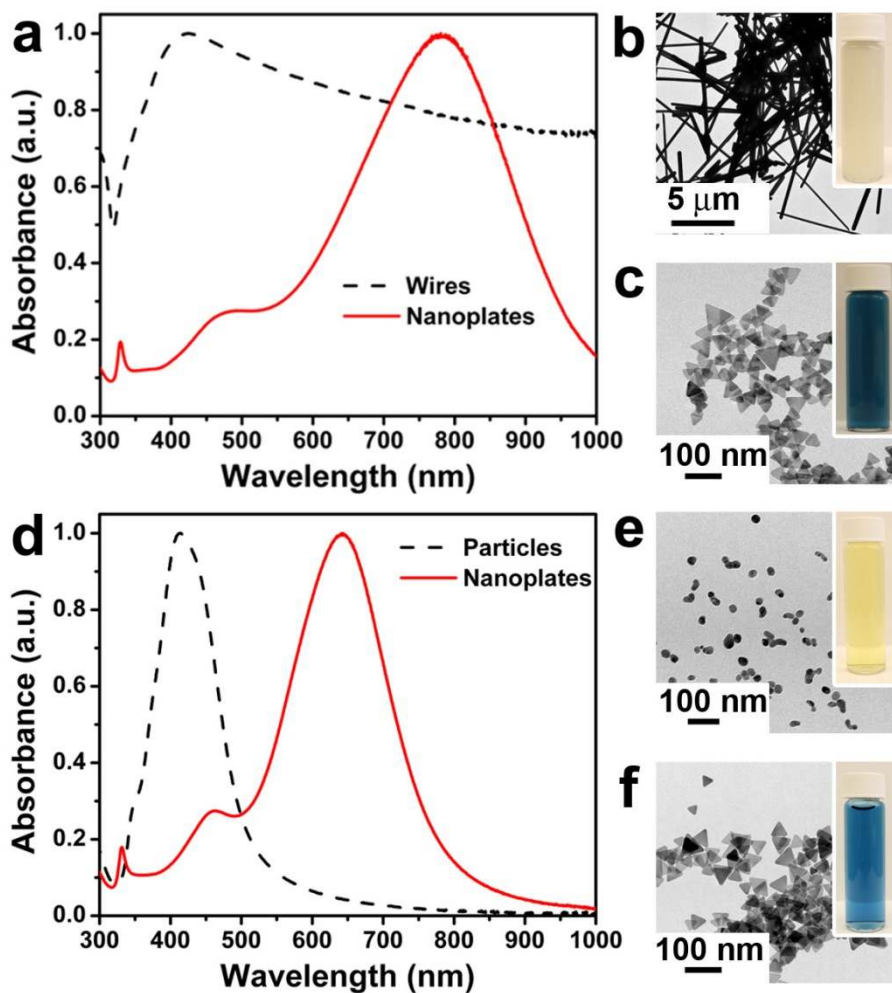 a
Absorbance (a.u.)
1.0
0.8
0.6
0.4
0.2
0.0
Wires
Nanoplates
300 400 500 600 700 800 900 1000
Wavelength (nm)
b
5 μm
c
100 nm
d
Absorbance (a.u.)
1.0
0.8
0.6
0.4
0.2
0.0
Particles
Nanoplates
300 400 500 600 700 800 900 1000
Wavelength (nm)
e
100 nm
f
100 nm